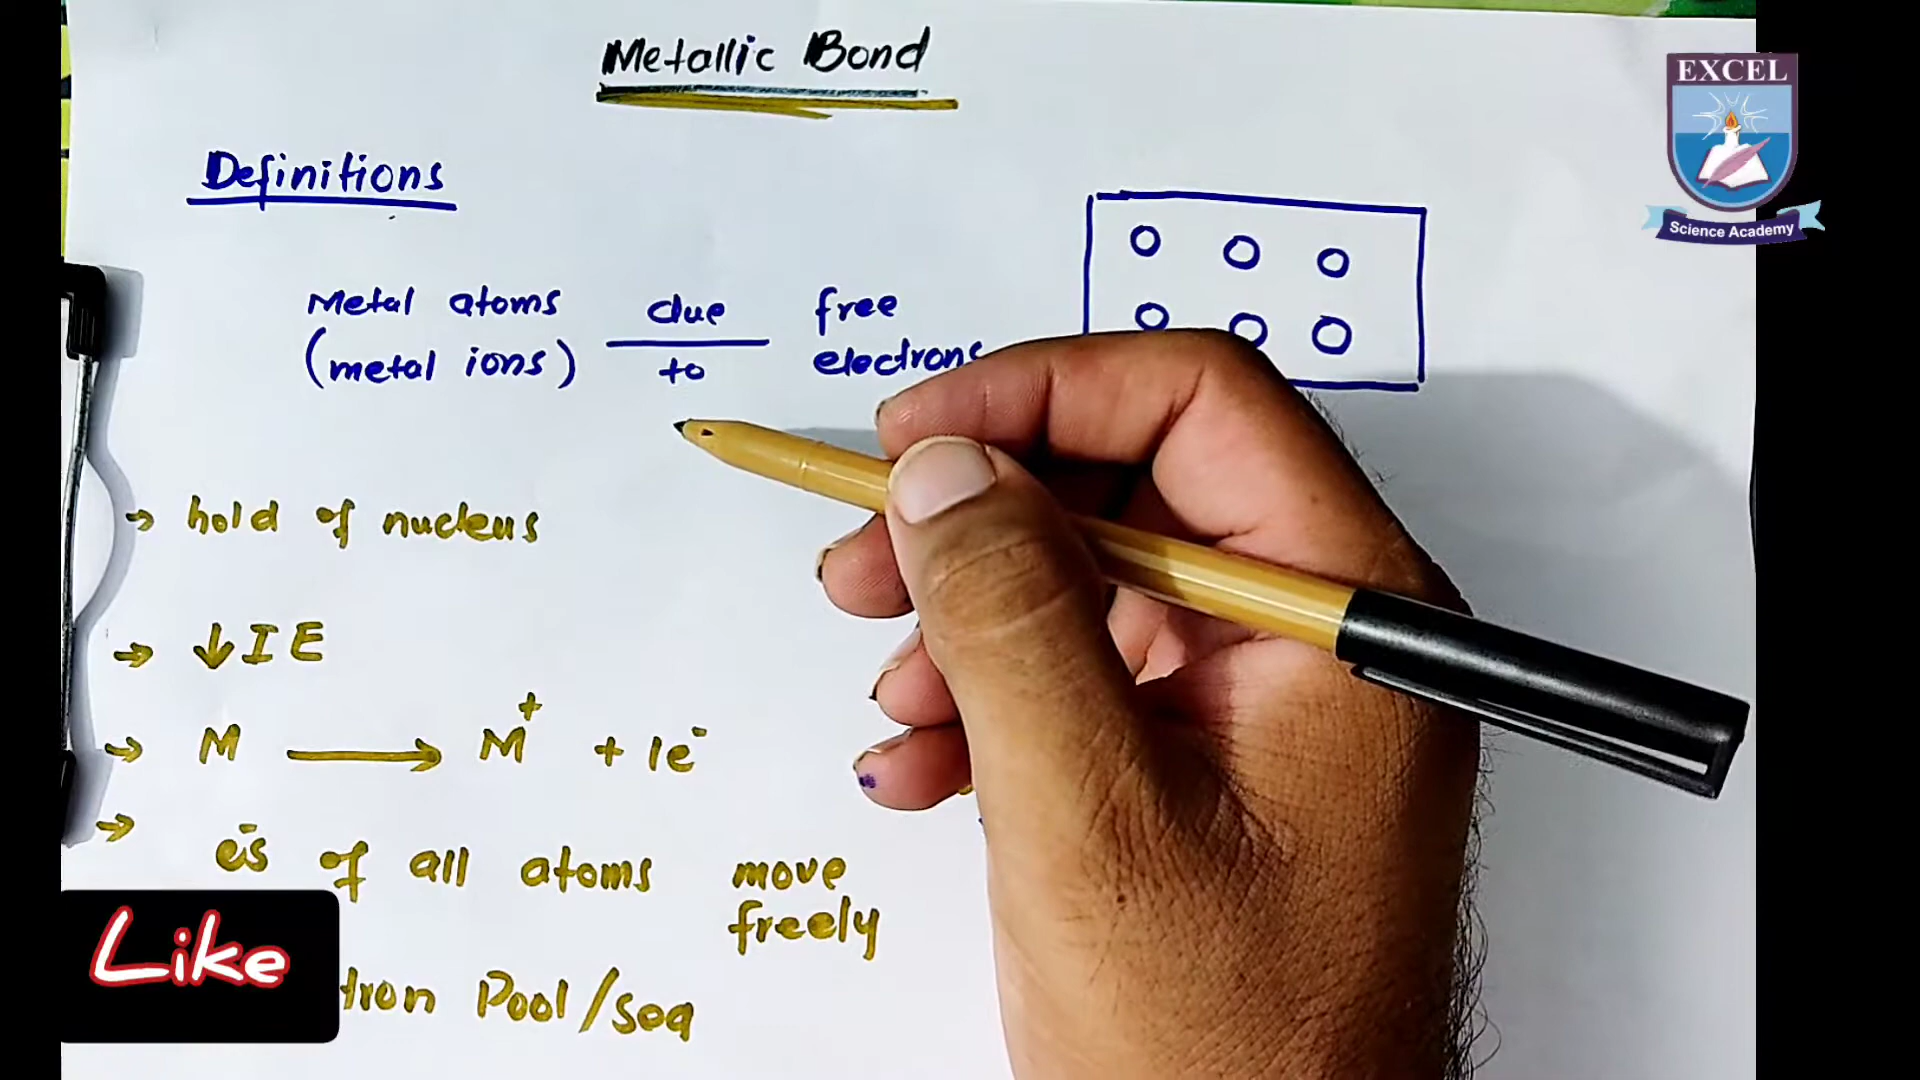 Metallic Bond
EXCEL
Science Academy
Definitions
Metal atoms due free
(metal ions) to electrons
→ hold of nucleus
→ ↓ I E
→ M ⟶ M⁺ + 1e⁻
→ e⁻s of all atoms move
freely
Like
tron Pool/sea